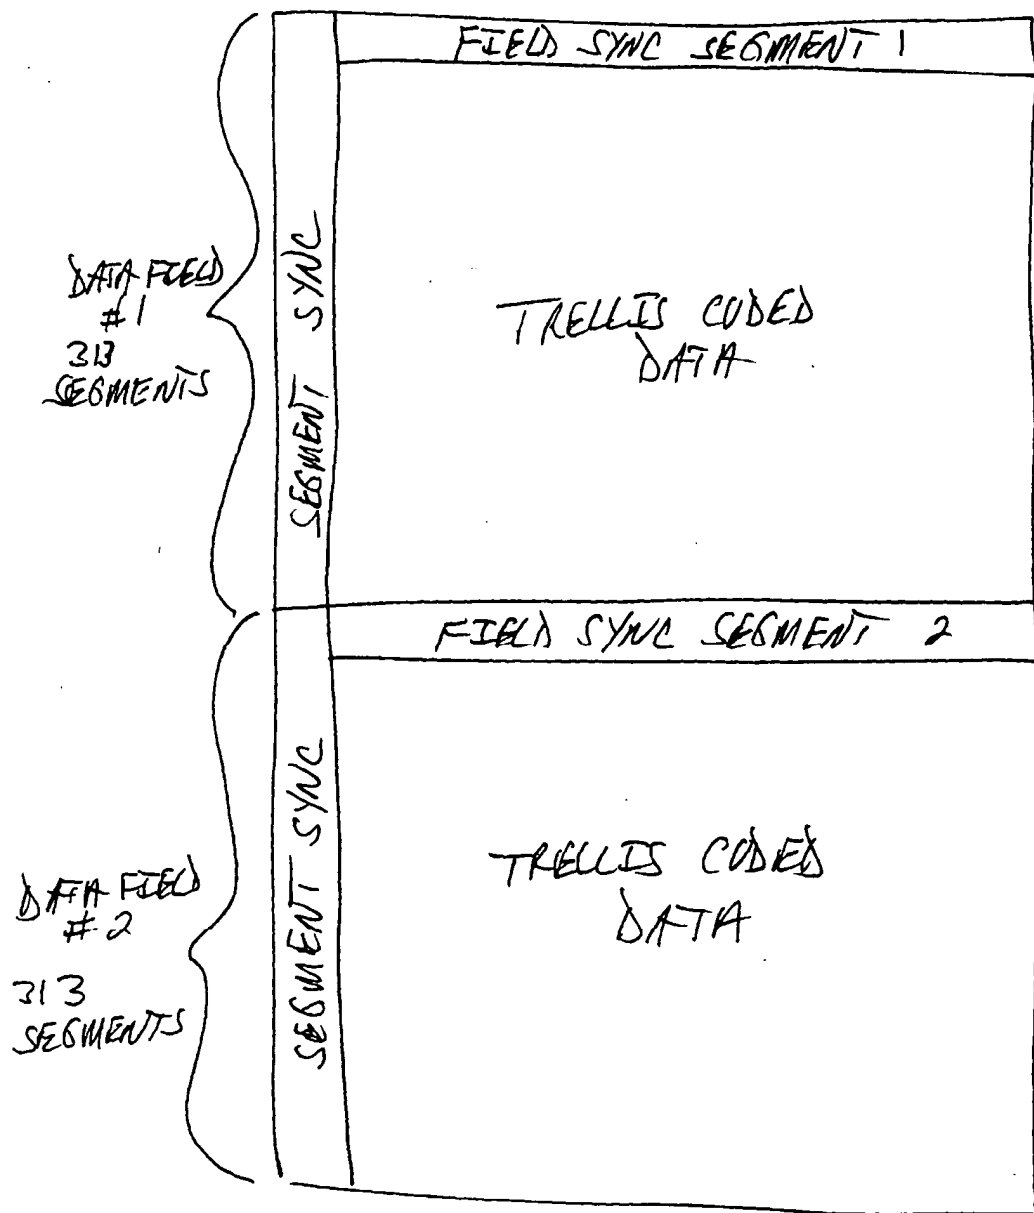 FIELD SYNC SEGMENT 1
DATA FIELD
#1
313
SEGMENTS
SEGMENT SYNC
TRELLIS CODED
DATA
FIELD SYNC SEGMENT 2
DATA FIELD
#2
313
SEGMENTS
SEGMENT SYNC
TRELLIS CODED
DATA